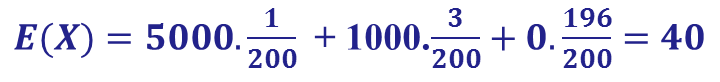 E(X) = 5000. 1/200 + 1000. 3/200 + 0. 196/200 = 40